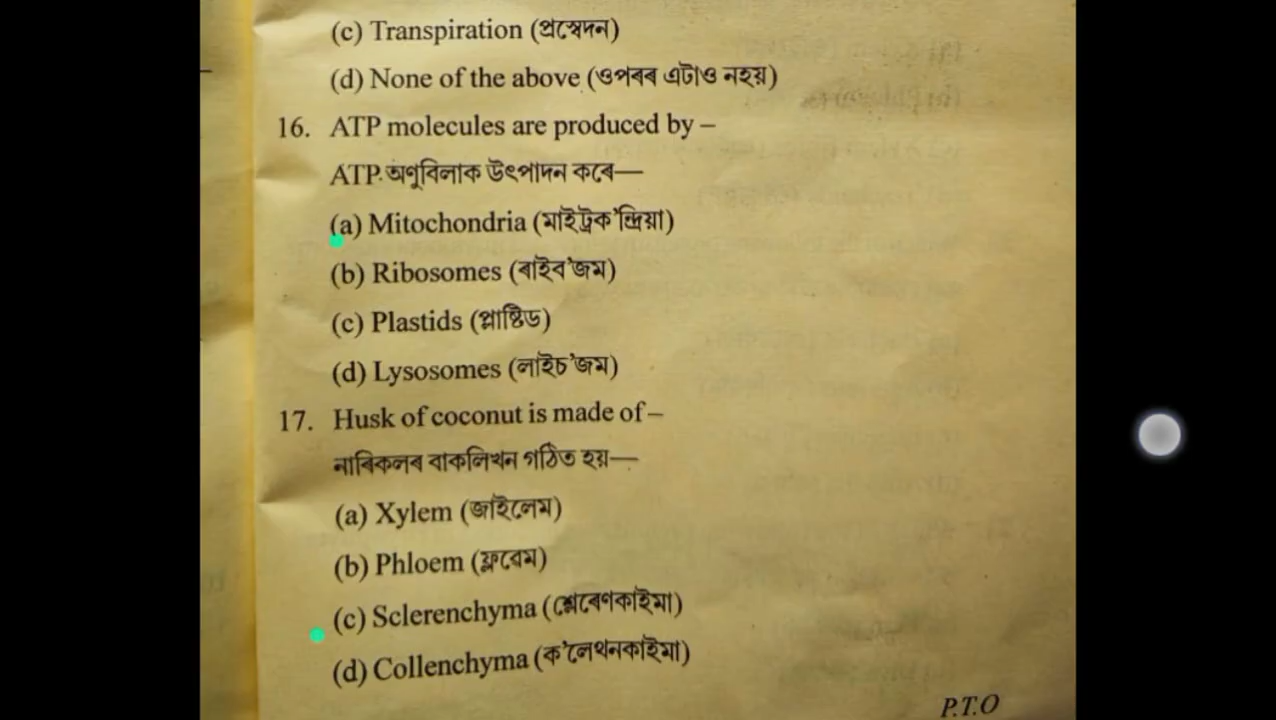 (c) Transpiration (প্ৰস্বেদন)
(d) None of the above (ওপৰৰ এটাও নহয়)
16. ATP molecules are produced by –
ATP অণুবিলাক উৎপাদন কৰে—
(a) Mitochondria (মাইট্ৰক'ন্দ্ৰিয়া)
(b) Ribosomes (ৰাইব'জম)
(c) Plastids (প্লাষ্টিড)
(d) Lysosomes (লাইচ'জম)
17. Husk of coconut is made of –
নাৰিকলৰ বাকলিখন গঠিত হয়—
(a) Xylem (জাইলেম)
(b) Phloem (ফ্লৱেম)
(c) Sclerenchyma (স্ক্লেৰেণকাইমা)
(d) Collenchyma (ক'লেথনকাইমা)
P.T.O